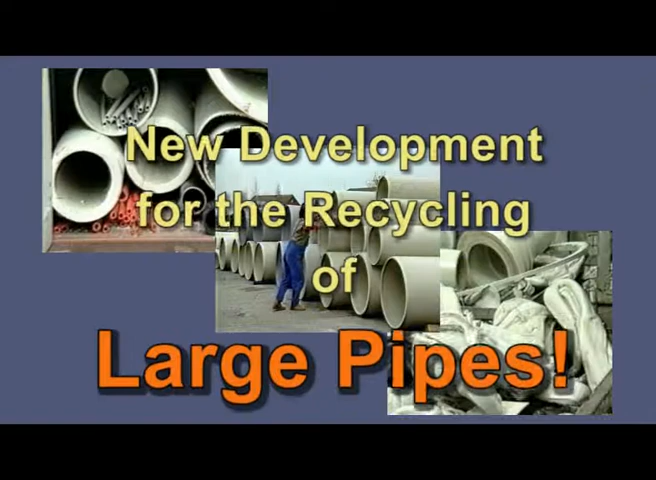 New Development
for the Recycling
of
Large Pipes!